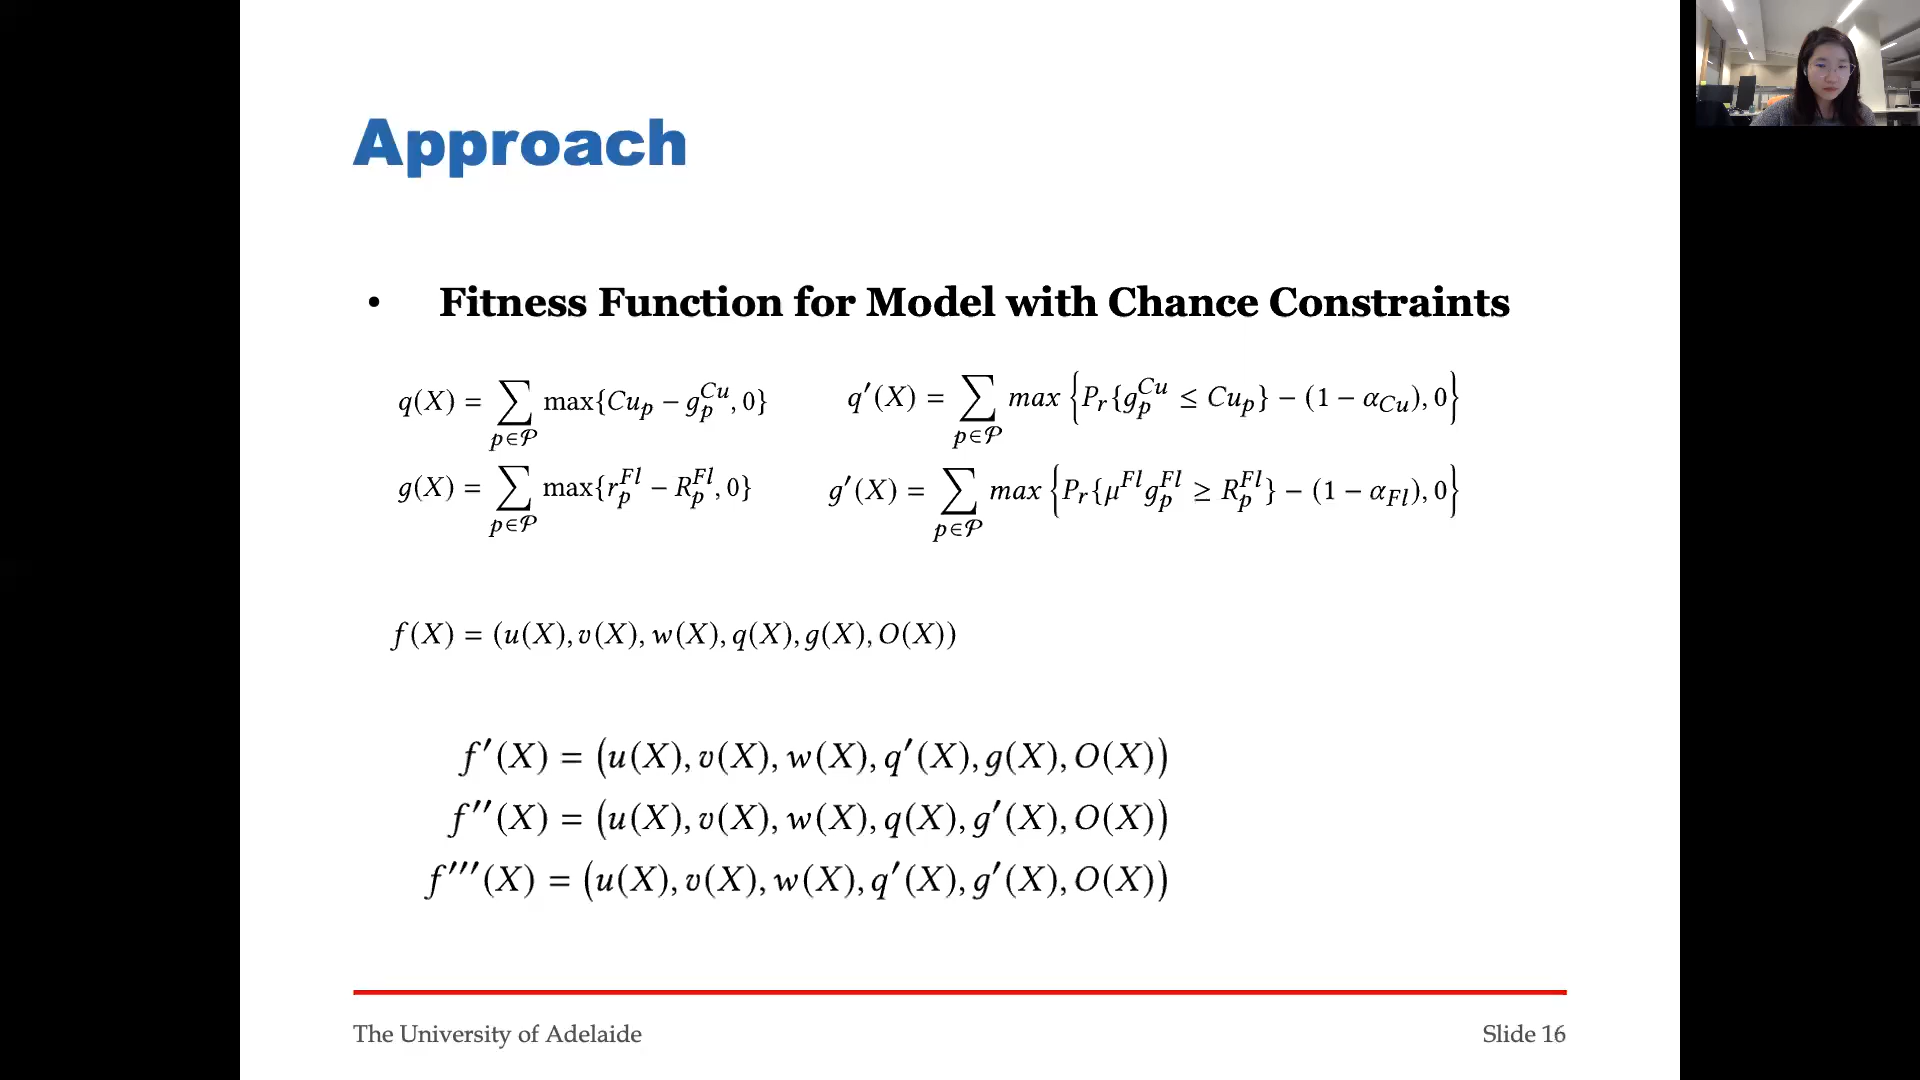 Approach
• Fitness Function for Model with Chance Constraints
q(X) = ∑_{p∈𝒫} max{Cu_p − g_p^{Cu}, 0}
q′(X) = ∑_{p∈𝒫} max {P_r{g_p^{Cu} ≤ Cu_p} − (1 − α_{Cu}), 0}
g(X) = ∑_{p∈𝒫} max{r_p^{Fl} − R_p^{Fl}, 0}
g′(X) = ∑_{p∈𝒫} max {P_r{μ^{Fl} g_p^{Fl} ≥ R_p^{Fl}} − (1 − α_{Fl}), 0}
f(X) = (u(X), v(X), w(X), q(X), g(X), O(X))
f′(X) = (u(X), v(X), w(X), q′(X), g(X), O(X))
f′′(X) = (u(X), v(X), w(X), q(X), g′(X), O(X))
f′′′(X) = (u(X), v(X), w(X), q′(X), g′(X), O(X))
The University of Adelaide
Slide 16